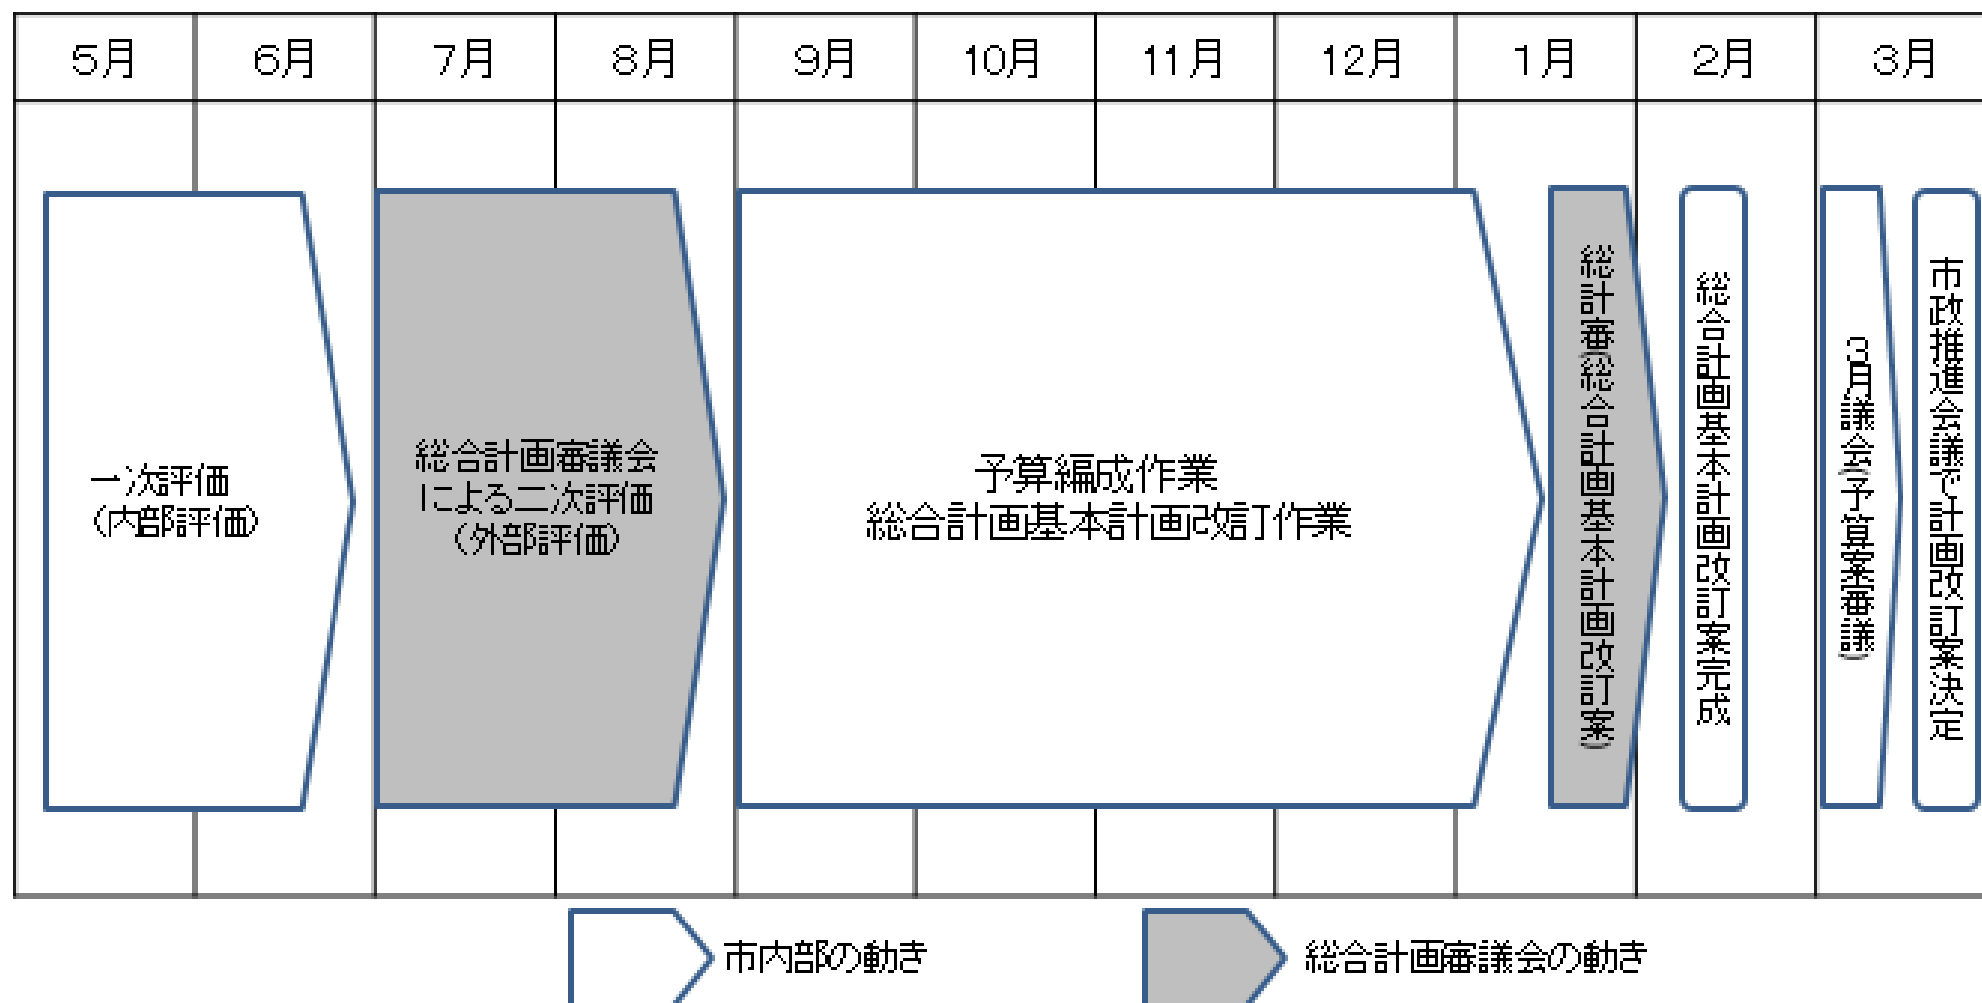 5月 6月 7月 8月 9月 10月 11月 12月 1月 2月 3月
一次評価
（内部評価）
総合計画審議会
による二次評価
（外部評価）
予算編成作業
総合計画基本計画改訂作業
総計審（総合計画基本計画改訂案）
総合計画基本計画改訂案完成
3月議会（予算案審議）
市政推進会議で計画改訂案決定
市内部の動き
総合計画審議会の動き